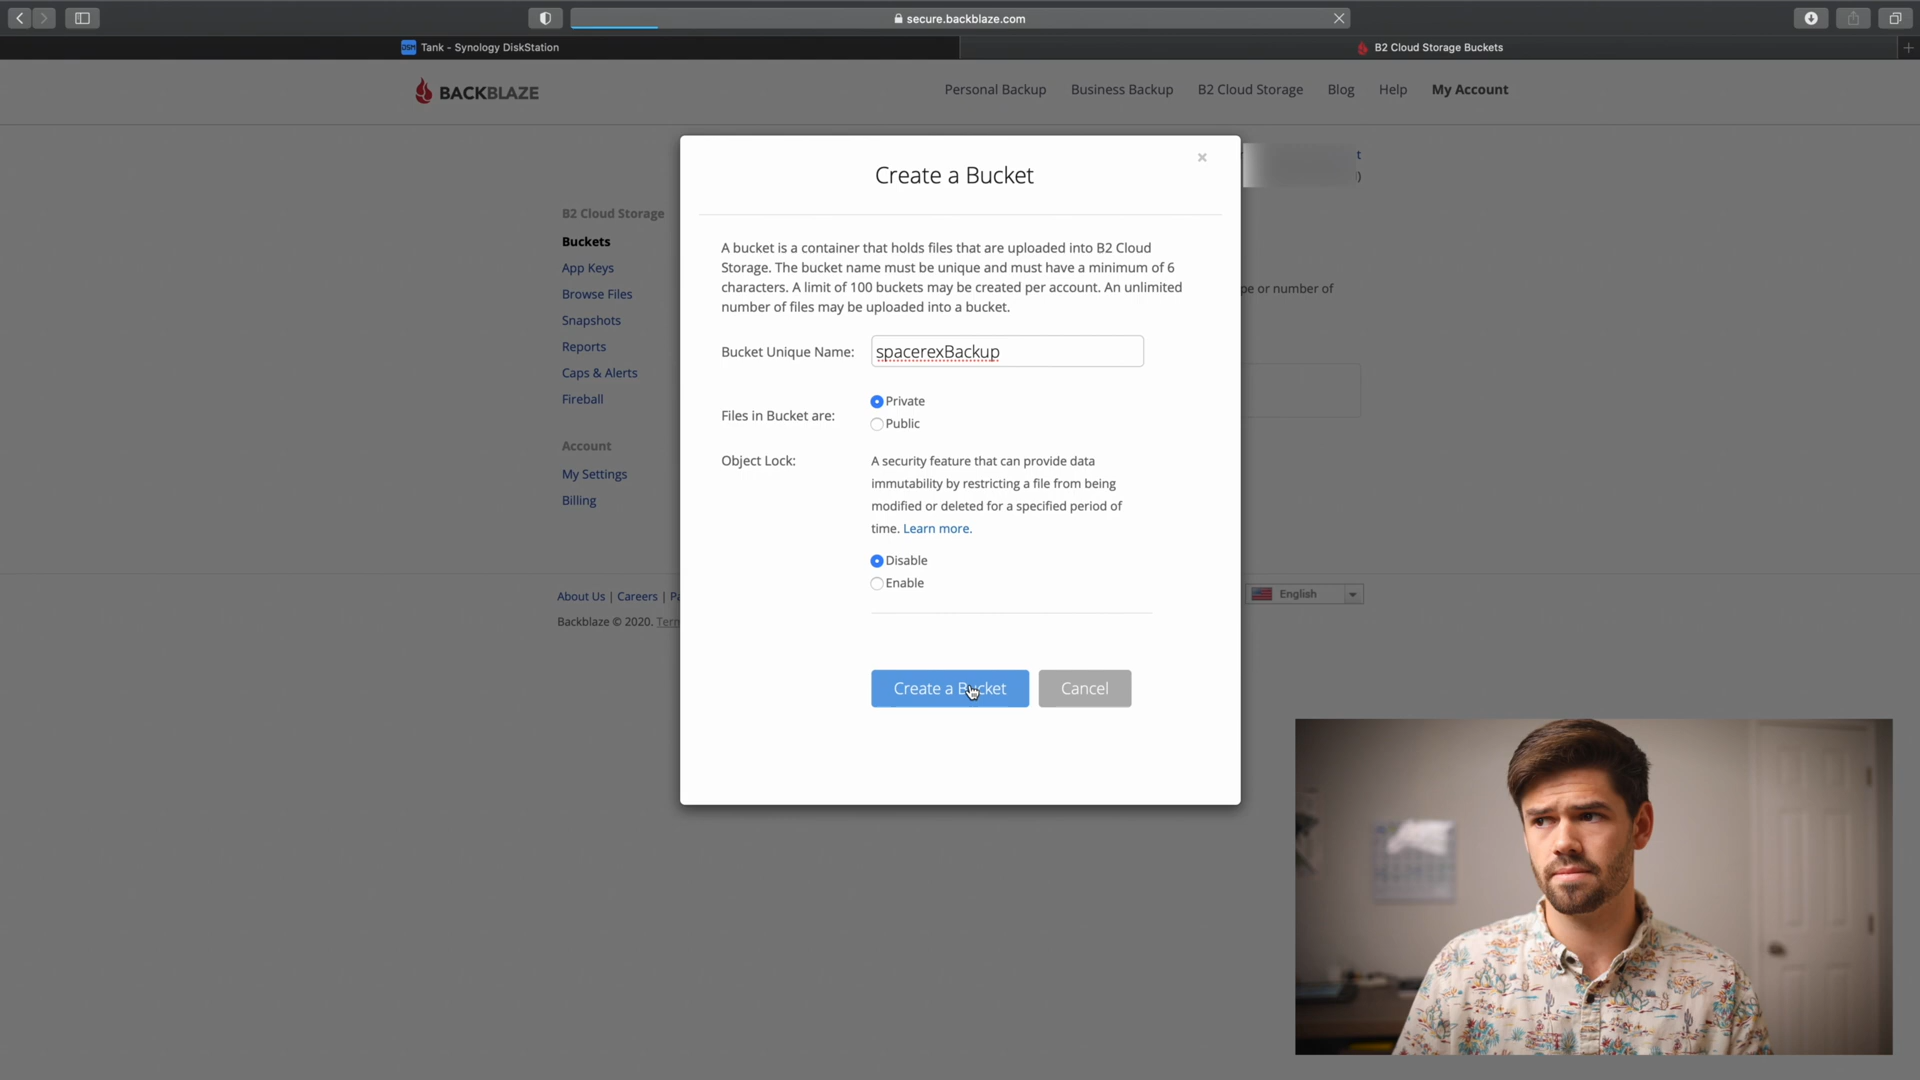 secure.backblaze.com
DSM Tank - Synology DiskStation
B2 Cloud Storage Buckets
BACKBLAZE
Personal Backup Business Backup B2 Cloud Storage Blog Help My Account
Create a Bucket
A bucket is a container that holds files that are uploaded into B2 Cloud
Storage. The bucket name must be unique and must have a minimum of 6
characters. A limit of 100 buckets may be created per account. An unlimited
number of files may be uploaded into a bucket.
Bucket Unique Name: spacerexBackup
Files in Bucket are:
Private
Public
Object Lock:
A security feature that can provide data
immutability by restricting a file from being
modified or deleted for a specified period of
time. Learn more.
Disable
Enable
Create a Bucket Cancel
B2 Cloud Storage
Buckets
App Keys
Browse Files
Snapshots
Reports
Caps & Alerts
Fireball
Account
My Settings
Billing
t
)
pe or number of
About Us | Careers | Pa
Backblaze © 2020. Term
English